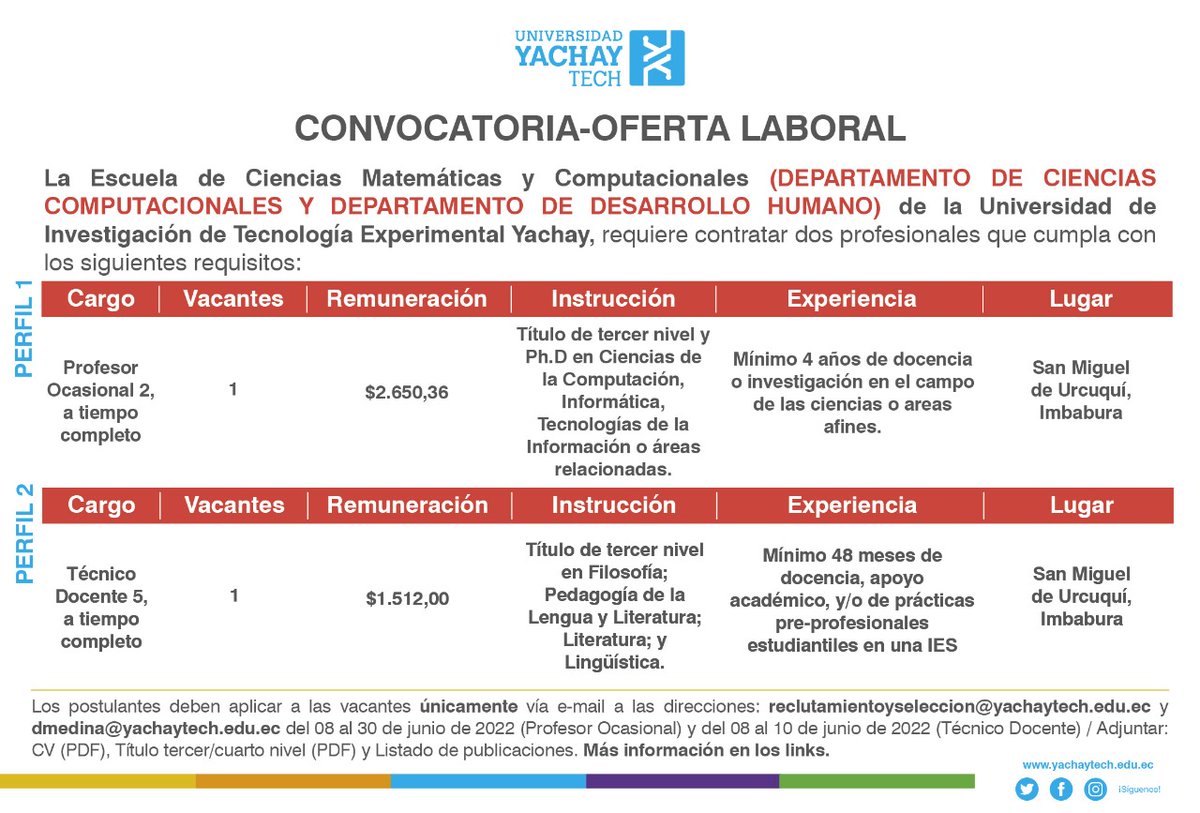 UNIVERSIDAD
YACHAY
TECH
CONVOCATORIA-OFERTA LABORAL
La Escuela de Ciencias Matemáticas y Computacionales (DEPARTAMENTO DE CIENCIAS
COMPUTACIONALES Y DEPARTAMENTO DE DESARROLLO HUMANO) de la Universidad de
Investigación de Tecnología Experimental Yachay, requiere contratar dos profesionales que cumpla con
los siguientes requisitos:
PERFIL 1
Cargo Vacantes Remuneración Instrucción Experiencia Lugar
Profesor
Ocasional 2,
a tiempo
completo
1
$2.650,36
Título de tercer nivel y
Ph.D en Ciencias de
la Computación,
Informática,
Tecnologías de la
Información o áreas
relacionadas.
Mínimo 4 años de docencia
o investigación en el campo
de las ciencias o areas
afines.
San Miguel
de Urcuquí,
Imbabura
PERFIL 2
Cargo Vacantes Remuneración Instrucción Experiencia Lugar
Técnico
Docente 5,
a tiempo
completo
1
$1.512,00
Título de tercer nivel
en Filosofía;
Pedagogía de la
Lengua y Literatura;
Literatura; y
Lingüística.
Mínimo 48 meses de
docencia, apoyo
académico, y/o de prácticas
pre-profesionales
estudiantiles en una IES
San Miguel
de Urcuquí,
Imbabura
Los postulantes deben aplicar a las vacantes únicamente vía e-mail a las direcciones: reclutamientoyseleccion@yachaytech.edu.ec y
dmedina@yachaytech.edu.ec del 08 al 30 de junio de 2022 (Profesor Ocasional) y del 08 al 10 de junio de 2022 (Técnico Docente) / Adjuntar:
CV (PDF), Título tercer/cuarto nivel (PDF) y Listado de publicaciones. Más información en los links.
www.yachaytech.edu.ec
¡Síguenos!